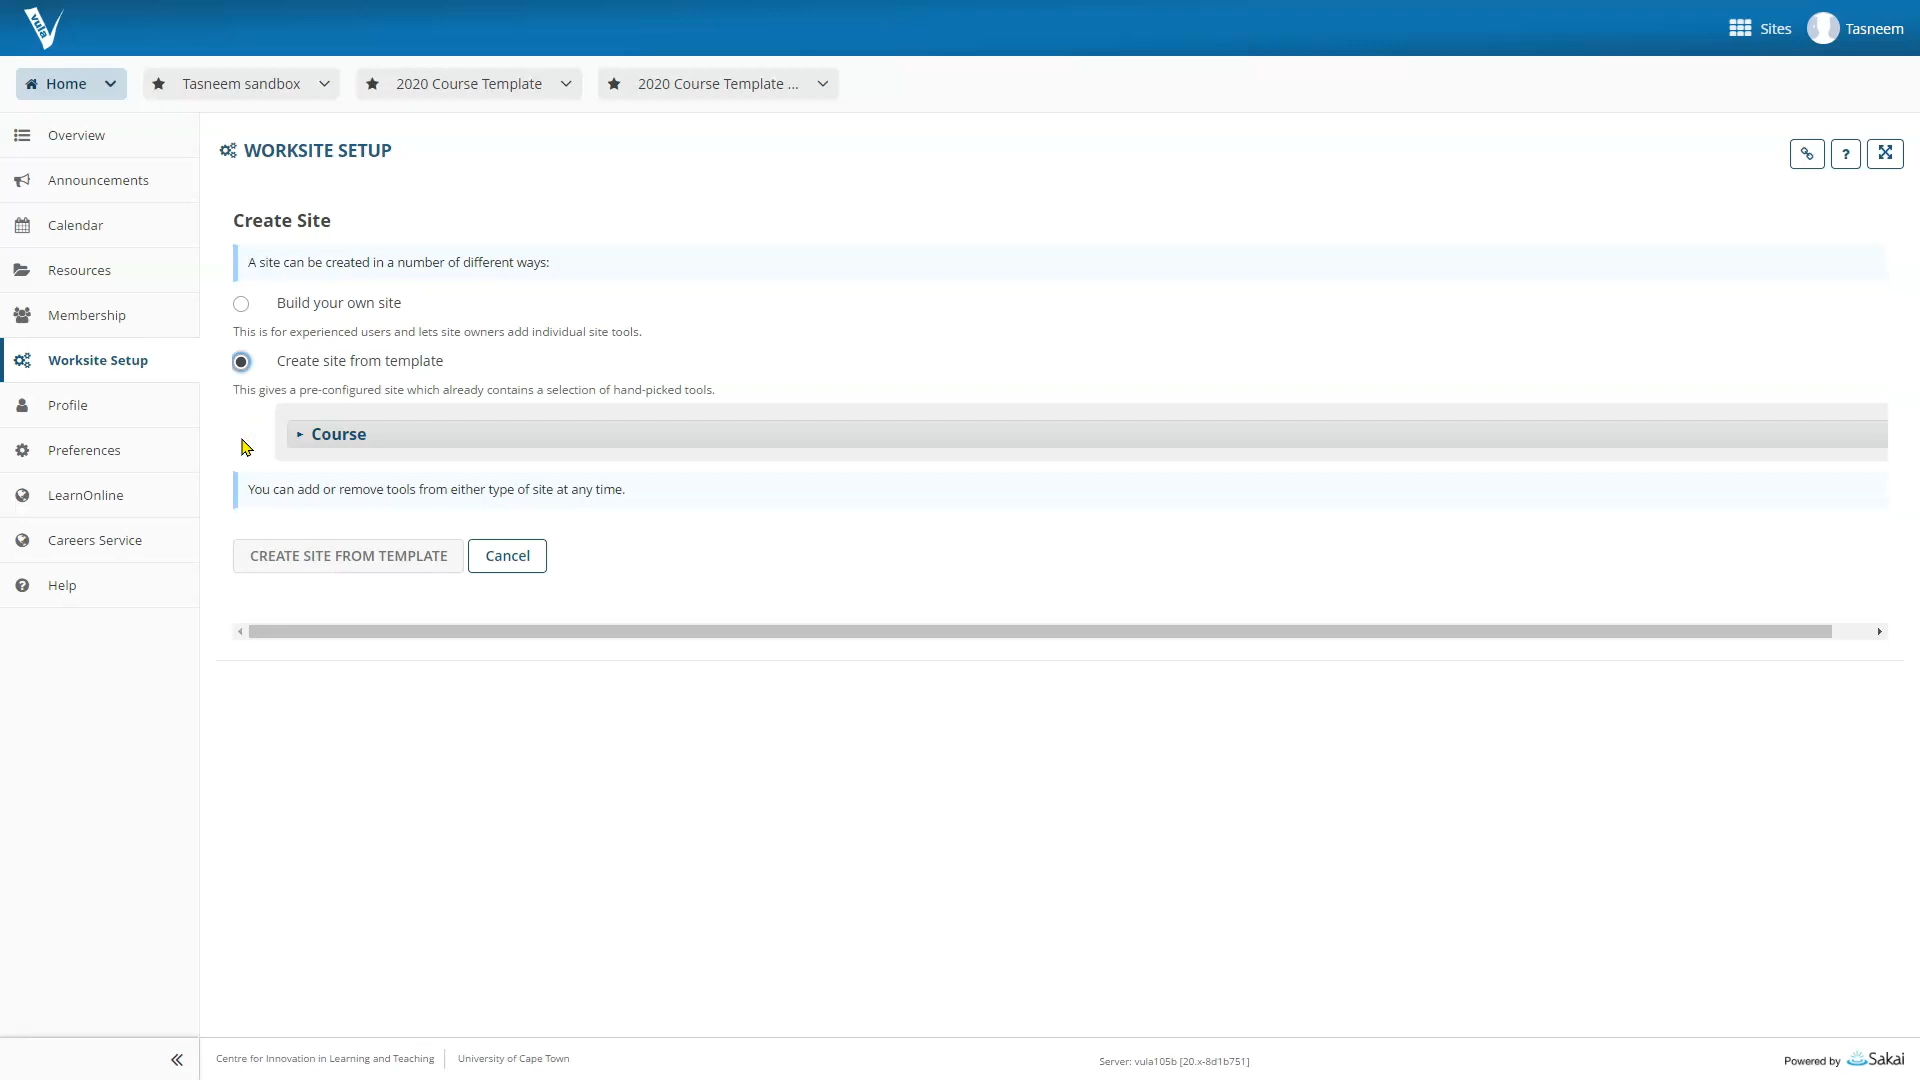 vula
Sites
Tasneem
Home
Tasneem sandbox
2020 Course Template
2020 Course Template ...
Overview
Announcements
Calendar
Resources
Membership
Worksite Setup
Profile
Preferences
LearnOnline
Careers Service
Help
WORKSITE SETUP
?
Create Site
A site can be created in a number of different ways:
Build your own site
This is for experienced users and lets site owners add individual site tools.
Create site from template
This gives a pre-configured site which already contains a selection of hand-picked tools.
Course
You can add or remove tools from either type of site at any time.
CREATE SITE FROM TEMPLATE
Cancel
Centre for Innovation in Learning and Teaching
University of Cape Town
Server: vula105b [20.x-8d1b751]
Powered by Sakai